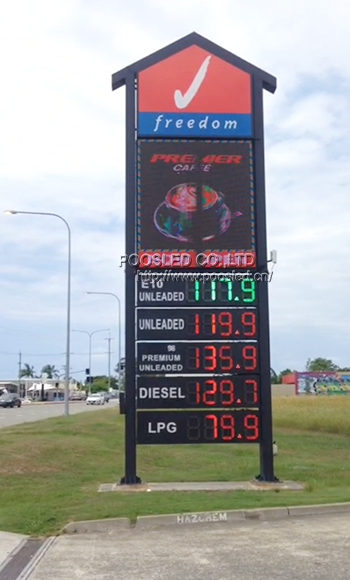 freedom
PREMIER
CAFFE
POOSLED CO.,LTD.
http://www.poosled.cn
E10
UNLEADED 117.9
UNLEADED 119.9
98
PREMIUM
UNLEADED 135.9
DIESEL 129.7
LPG 79.9
HAZCHEM